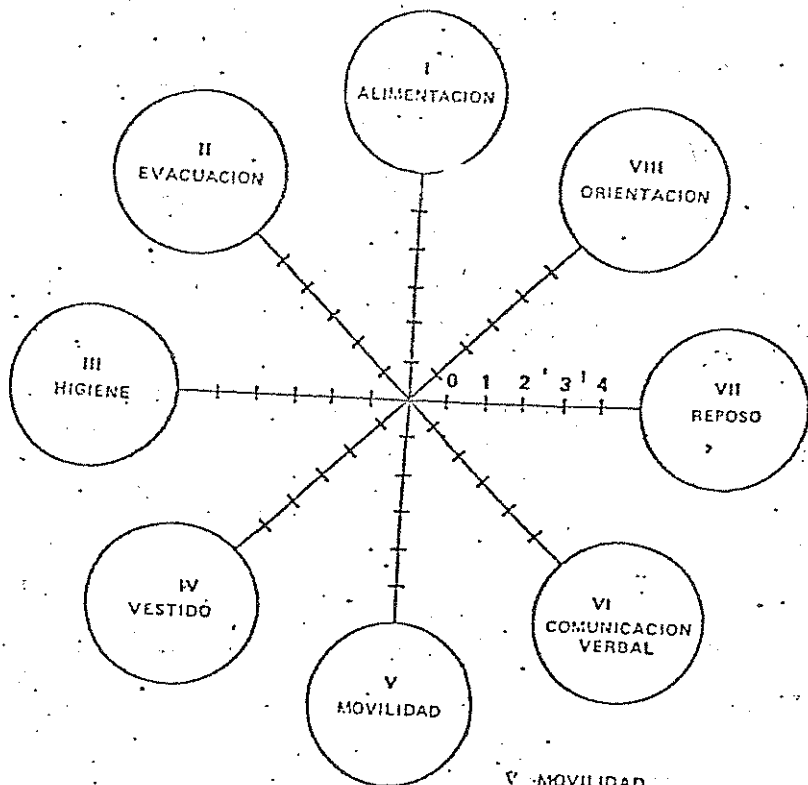 I
ALIMENTACION
II
EVACUACION
VIII
ORIENTACION
III
HIGIENE
0 1 2 3 4
VII
REPOSO
IV
VESTIDO
VI
COMUNICACION
VERBAL
V
MOVILIDAD
MOVILIDAD